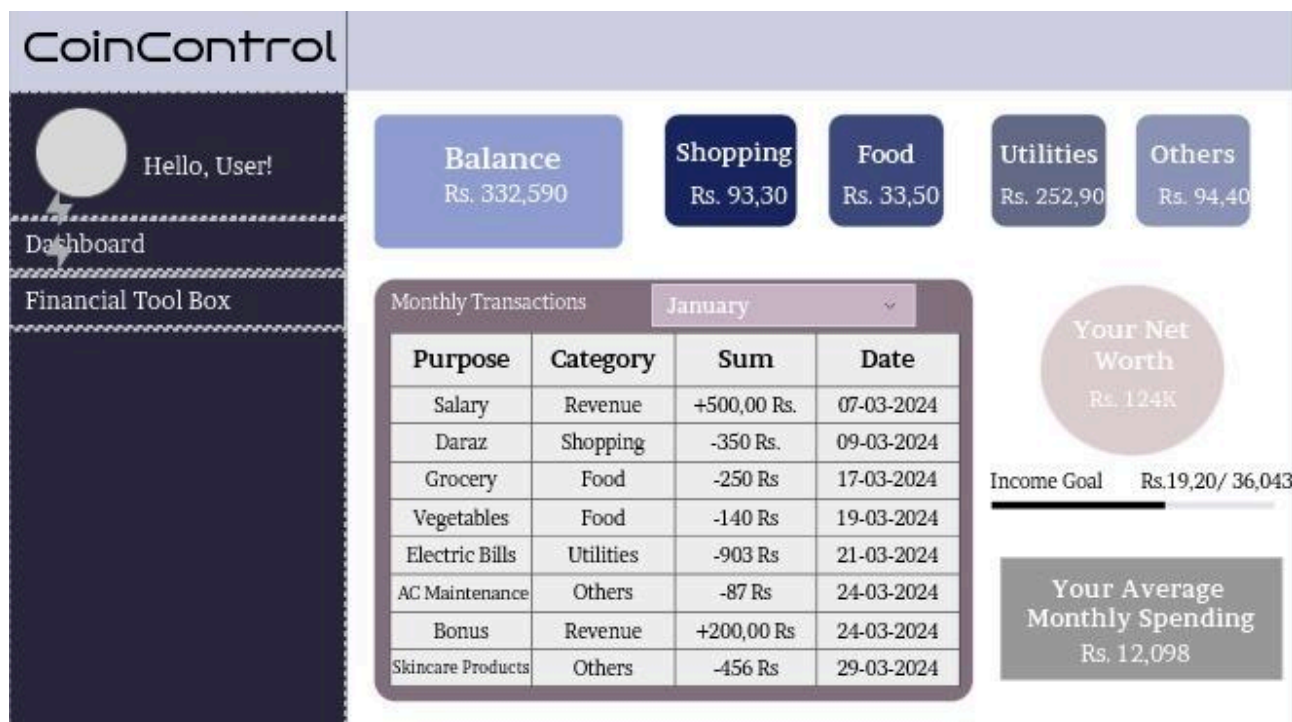 CoinControl
Hello, User!
Dashboard
Financial Tool Box
Balance
Rs. 332,590
Shopping
Rs. 93,30
Food
Rs. 33,50
Utilities
Rs. 252,90
Others
Rs. 94,40
Monthly Transactions January
Purpose Category Sum Date
Salary Revenue +500,00 Rs. 07-03-2024
Daraz Shopping -350 Rs. 09-03-2024
Grocery Food -250 Rs 17-03-2024
Vegetables Food -140 Rs 19-03-2024
Electric Bills Utilities -903 Rs 21-03-2024
AC Maintenance Others -87 Rs 24-03-2024
Bonus Revenue +200,00 Rs 24-03-2024
Skincare Products Others -456 Rs 29-03-2024
Your Net
Worth
Rs. 124K
Income Goal Rs.19,20/ 36,043
Your Average
Monthly Spending
Rs. 12,098